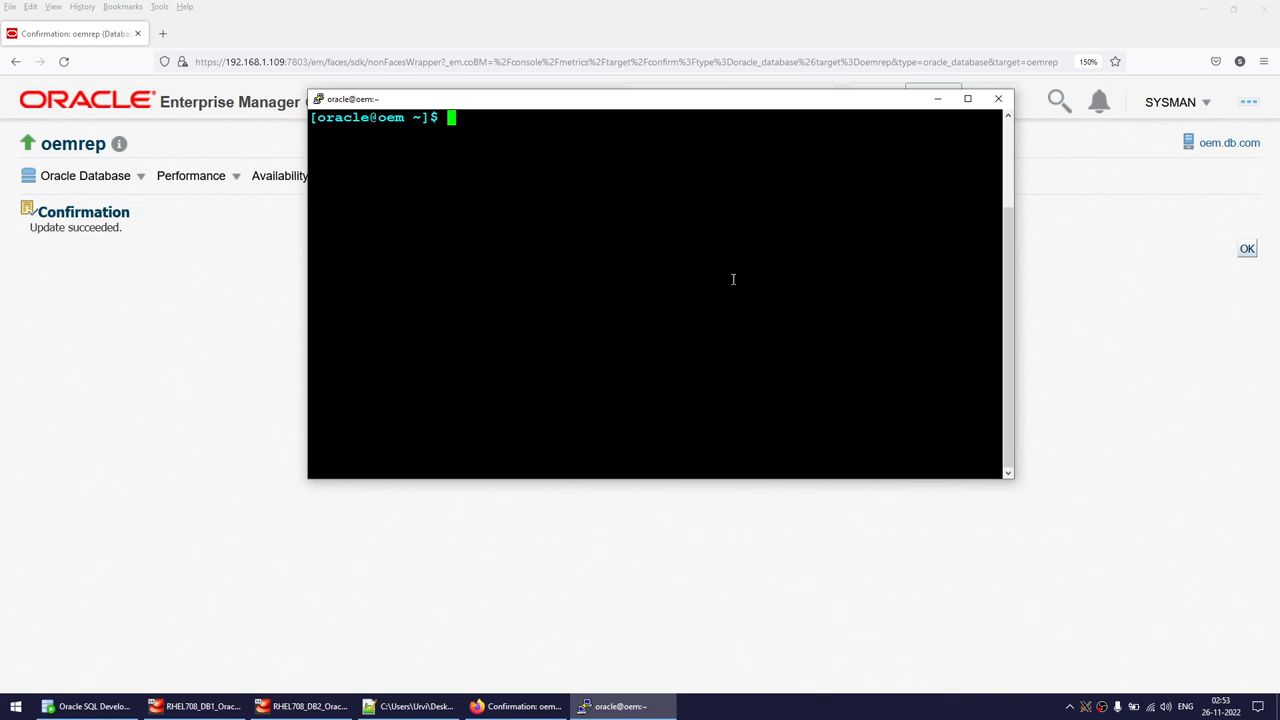 File Edit View History Bookmarks Tools Help
Confirmation: oemrep (Databa
https://192.168.1.109:7803/em/faces/sdk/nonFacesWrapper?_em.coBM=%2Fconsole%2Fmetrics%2Ftarget%2Fconfirm%3Ftype%3Doracle_database%26target%3Doemrep&type=oracle_database&target=oemrep
150%
ORACLE Enterprise Manager
SYSMAN
oracle@oem:~
[oracle@oem ~]$
oemrep
oem.db.com
Oracle Database Performance Availability
Confirmation
Update succeeded.
OK
Oracle SQL Develo...
RHEL708_DB1_Orac...
RHEL708_DB2_Orac...
C:\Users\Urvi\Desk...
Confirmation: oem...
oracle@oem:~
ENG
02:53
26-11-2022